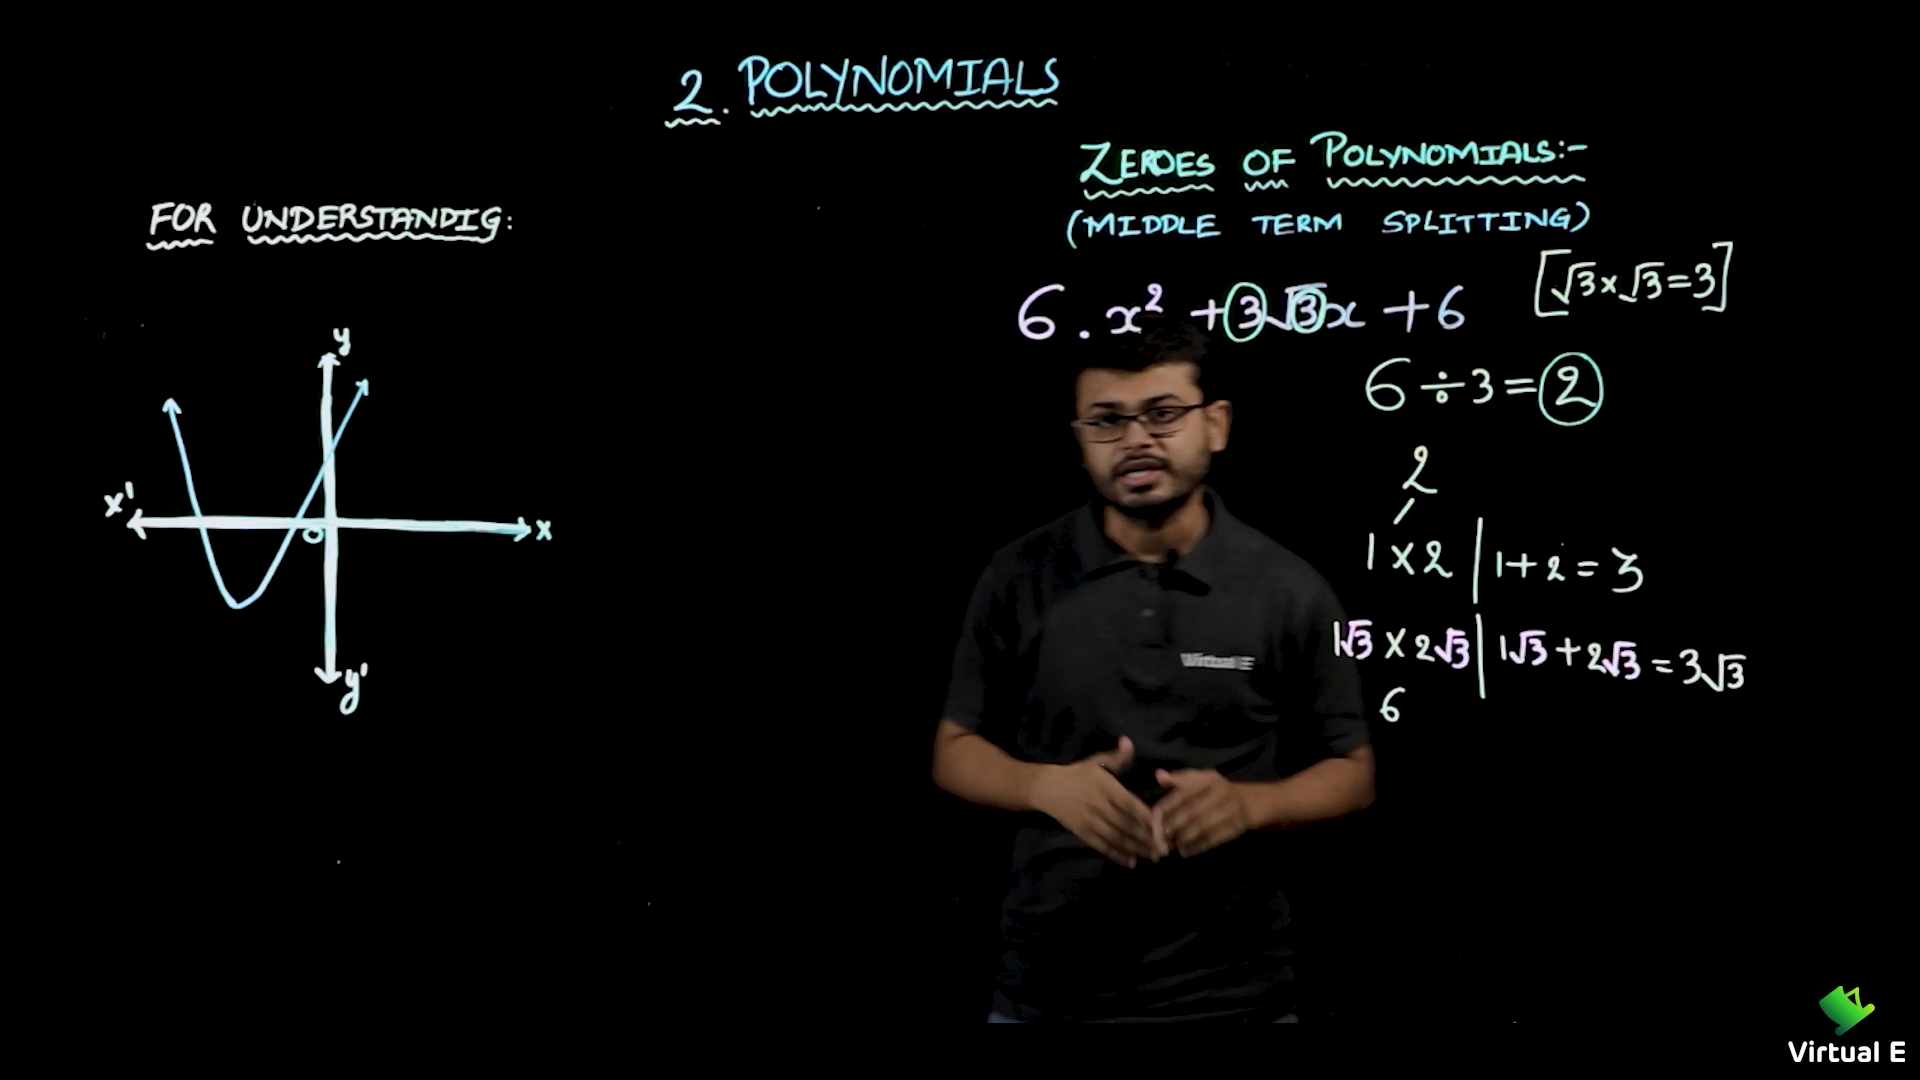 2. POLYNOMIALS
FOR UNDERSTANDIG:
y
x'
O
x
y'
ZEROES OF POLYNOMIALS:-
(MIDDLE TERM SPLITTING)
6. x² + 3√3x + 6
[√3×√3=3]
6 ÷ 3 = 2
2
1 × 2 | 1 + 2 = 3
1√3 × 2√3 | 1√3 + 2√3 = 3√3
6
Virtual E
Virtual E